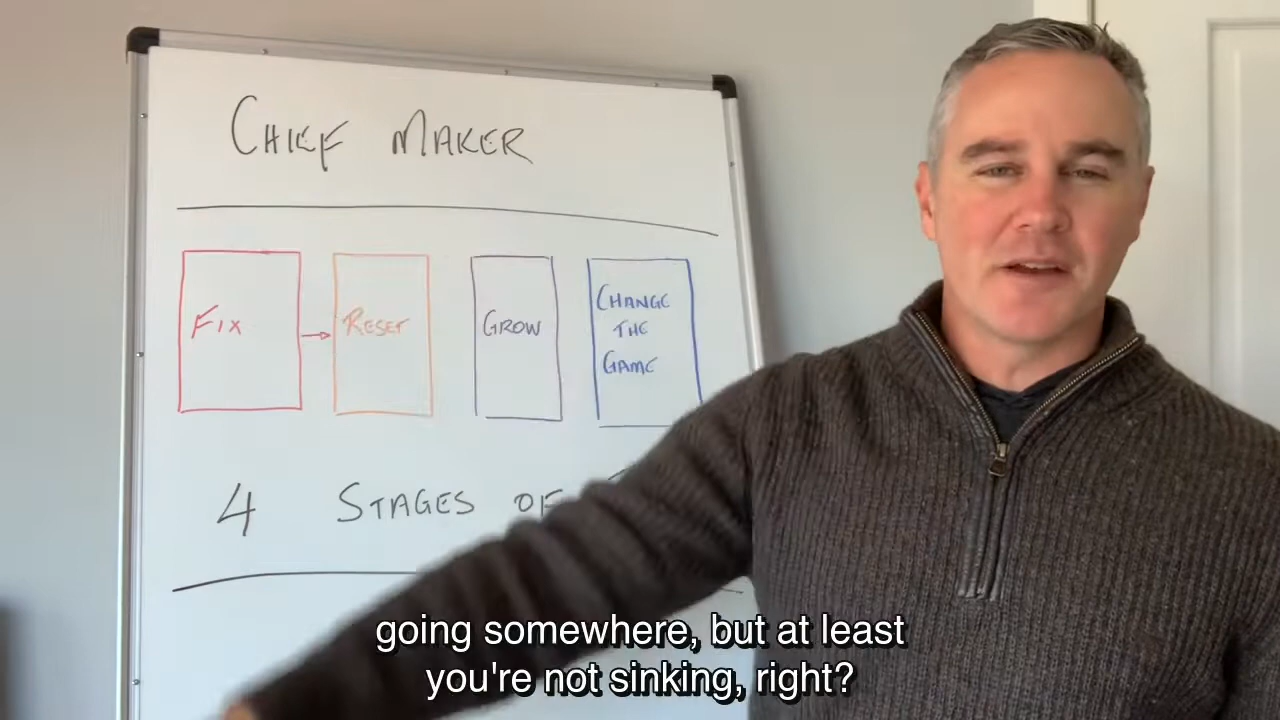 CHIEF MAKER
FIX
RESET
GROW
CHANGE
THE
GAME
4 STAGES OF
going somewhere, but at least
you're not sinking, right?